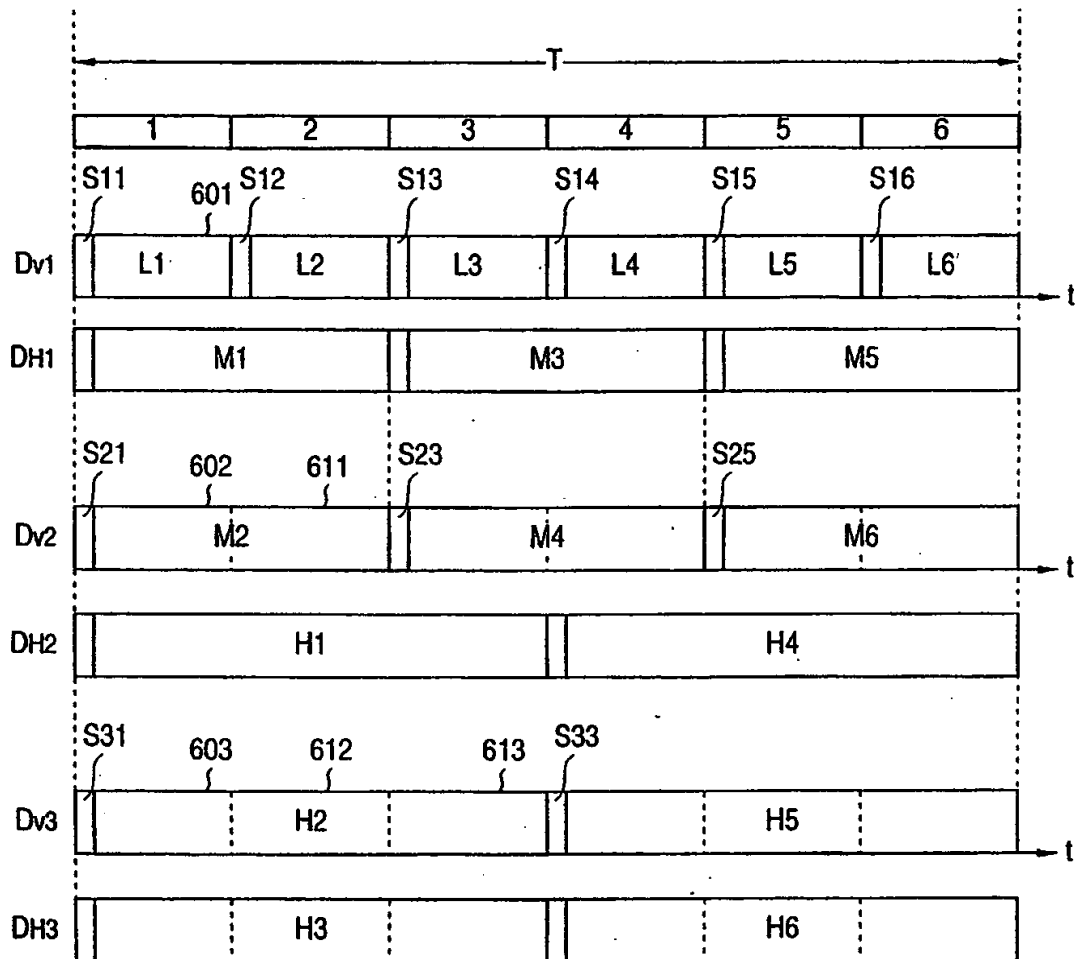 T
1 2 3 4 5 6
S11 601 S12 S13 S14 S15 S16
Dv1 L1 L2 L3 L4 L5 L6 t
DH1 M1 M3 M5
S21 602 611 S23 S25
Dv2 M2 M4 M6 t
DH2 H1 H4
S31 603 612 613 S33
Dv3 H2 H5 t
DH3 H3 H6